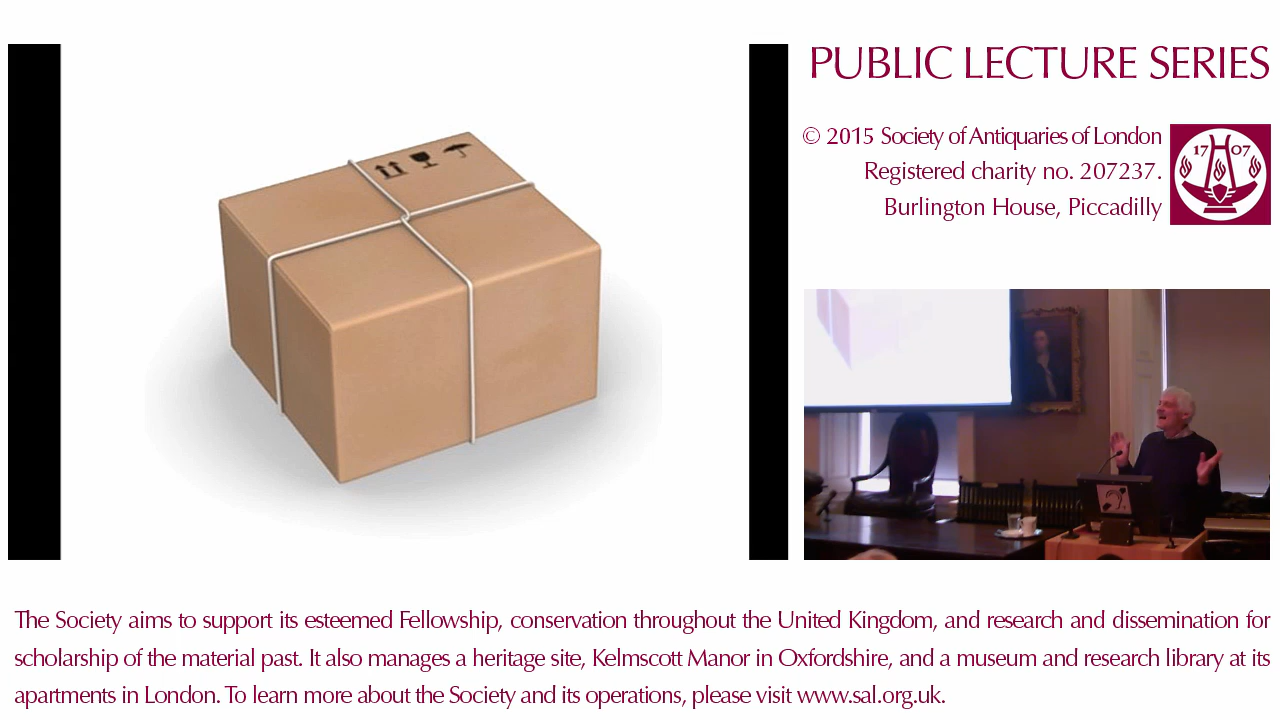 PUBLIC LECTURE SERIES
© 2015 Society of Antiquaries of London
Registered charity no. 207237.
Burlington House, Piccadilly
17 07
The Society aims to support its esteemed Fellowship, conservation throughout the United Kingdom, and research and dissemination for
scholarship of the material past. It also manages a heritage site, Kelmscott Manor in Oxfordshire, and a museum and research library at its
apartments in London. To learn more about the Society and its operations, please visit www.sal.org.uk.